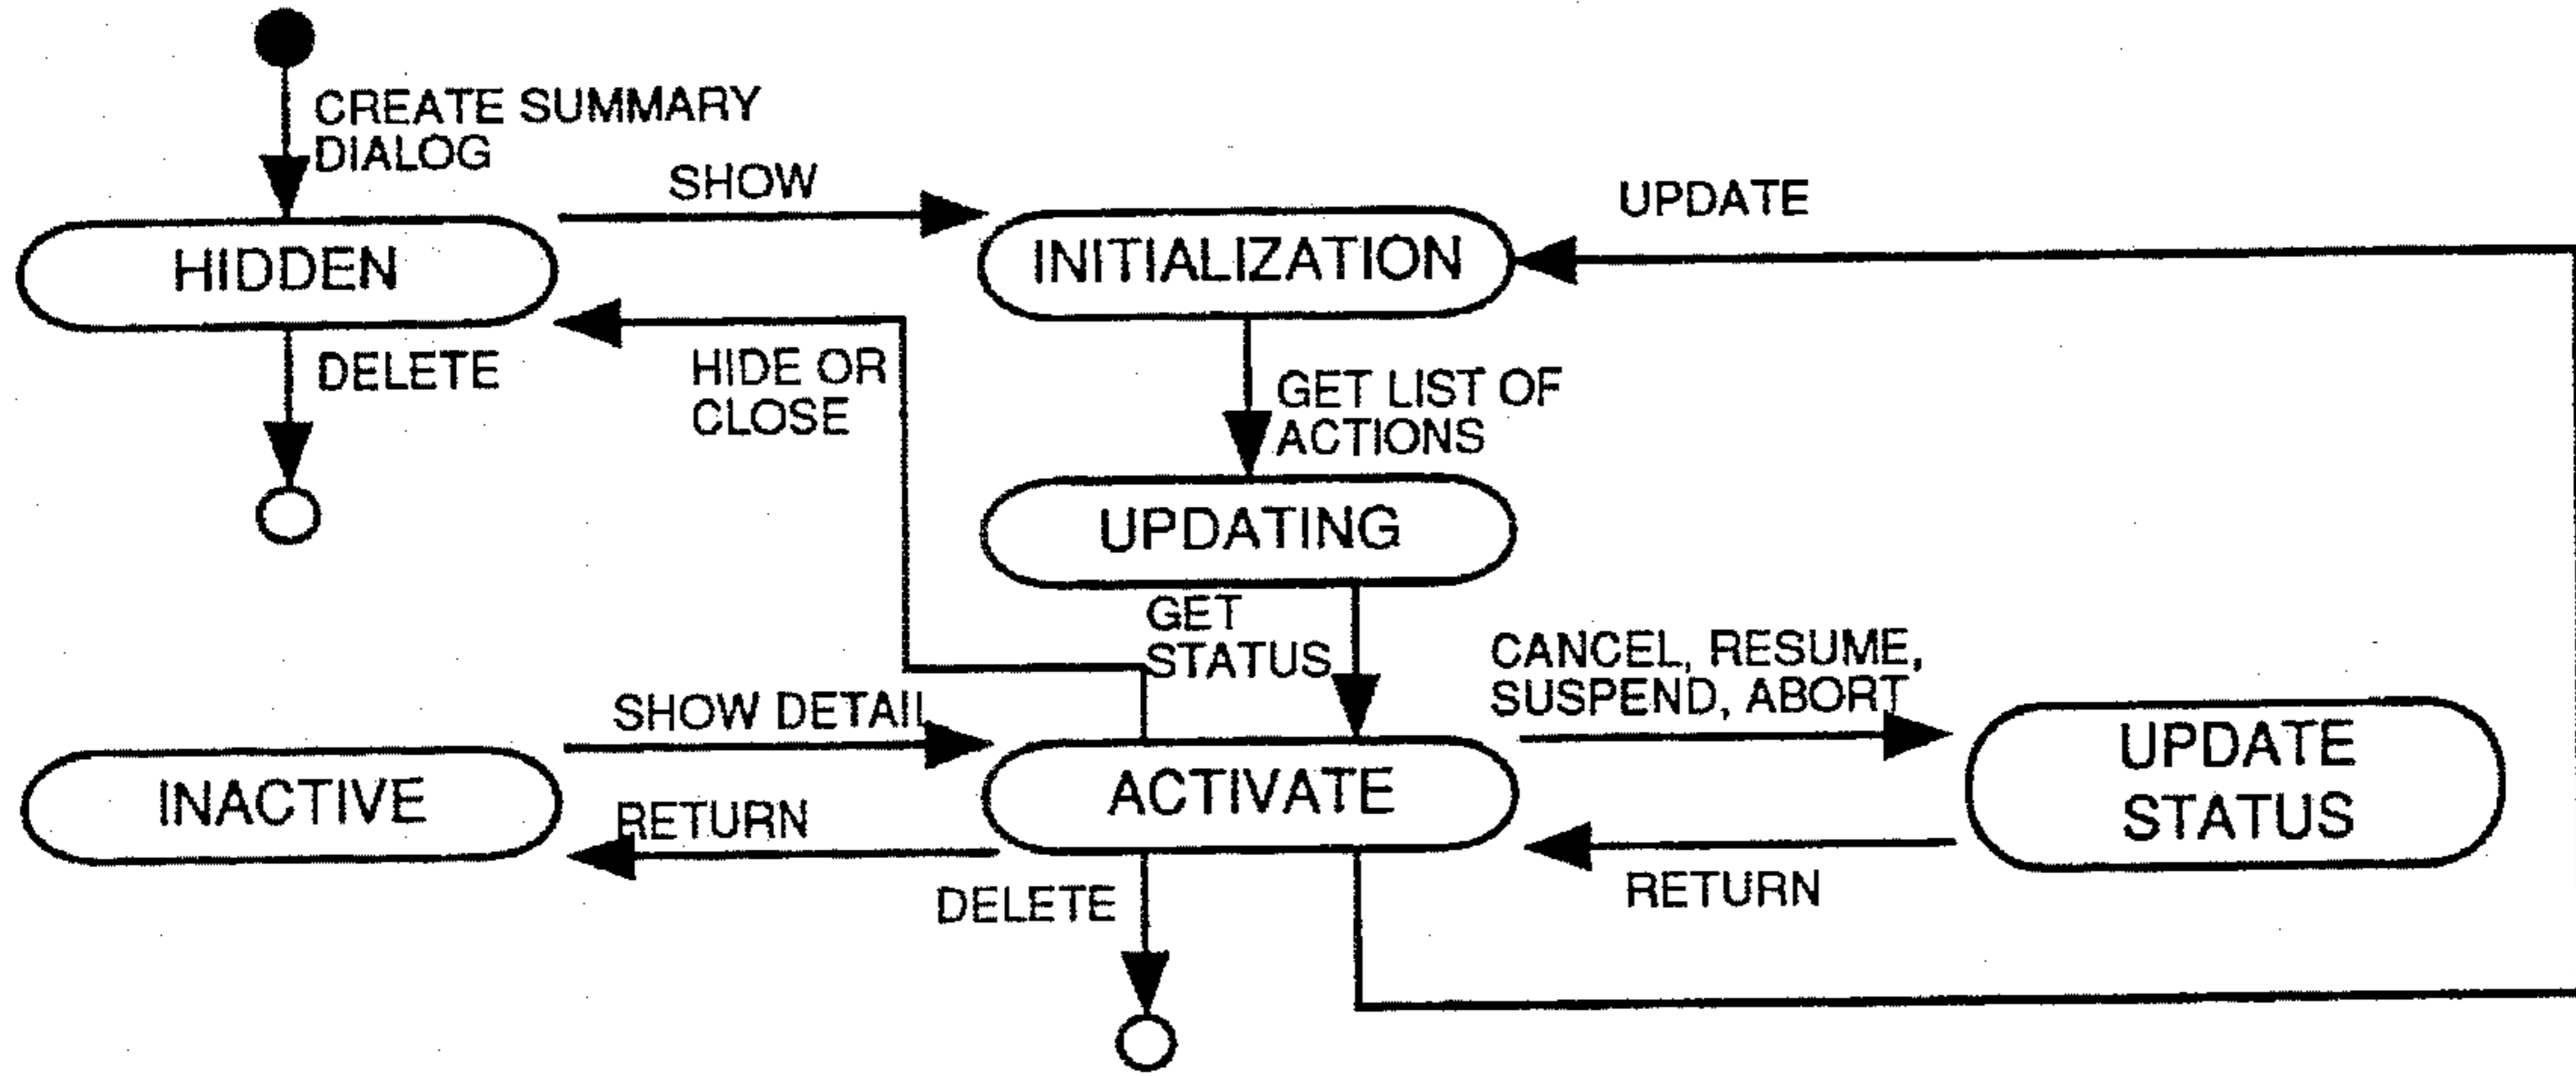 CREATE SUMMARY
DIALOG
SHOW
UPDATE
HIDDEN
INITIALIZATION
DELETE
HIDE OR
CLOSE
GET LIST OF
ACTIONS
UPDATING
GET
STATUS
CANCEL, RESUME,
SUSPEND, ABORT
SHOW DETAIL
UPDATE
STATUS
INACTIVE
ACTIVATE
RETURN
RETURN
DELETE